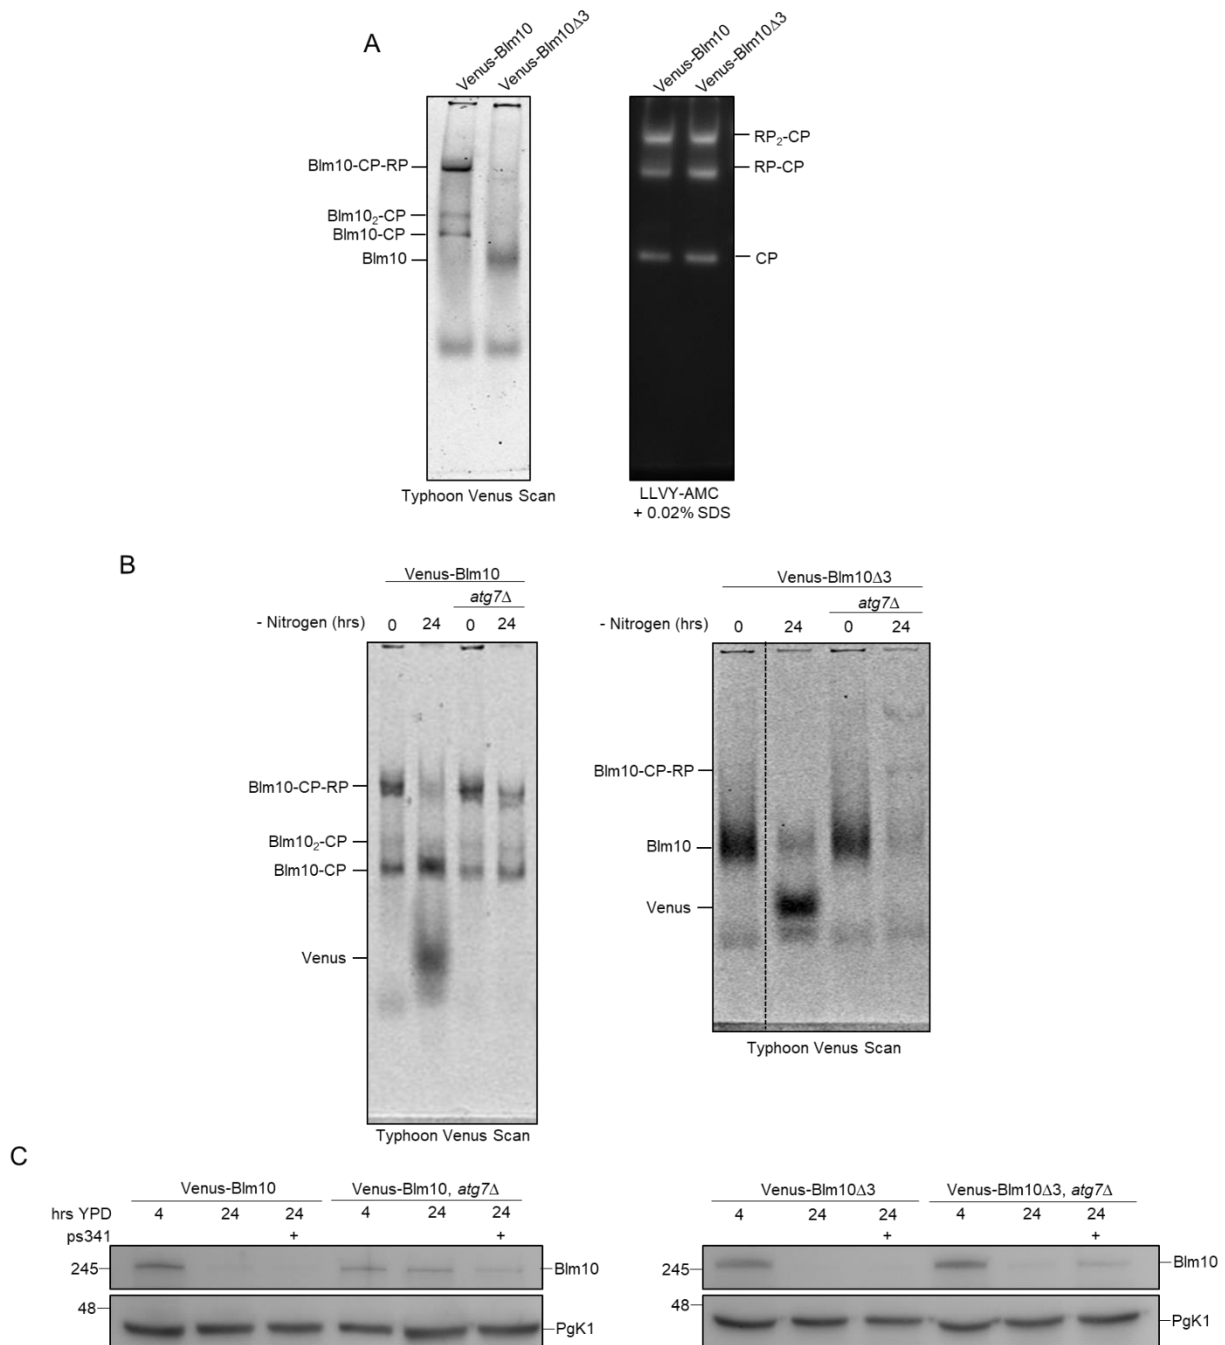 A
Venus-Blm10
Venus-Blm10Δ3
Venus-Blm10
Venus-Blm10Δ3
Blm10-CP-RP
Blm10₂-CP
Blm10-CP
Blm10
RP₂-CP
RP-CP
CP
Typhoon Venus Scan
LLVY-AMC
+ 0.02% SDS
B
Venus-Blm10
atg7Δ
- Nitrogen (hrs) 0 24 0 24
Blm10-CP-RP
Blm10₂-CP
Blm10-CP
Venus
Typhoon Venus Scan
Venus-Blm10Δ3
atg7Δ
- Nitrogen (hrs) 0 24 0 24
Blm10-CP-RP
Blm10
Venus
Typhoon Venus Scan
C
Venus-Blm10 Venus-Blm10, atg7Δ
hrs YPD 4 24 24 4 24 24
ps341 + +
245 Blm10
48
PgK1
Venus-Blm10Δ3 Venus-Blm10Δ3, atg7Δ
4 24 24 4 24 24
+ +
245 Blm10
48
PgK1